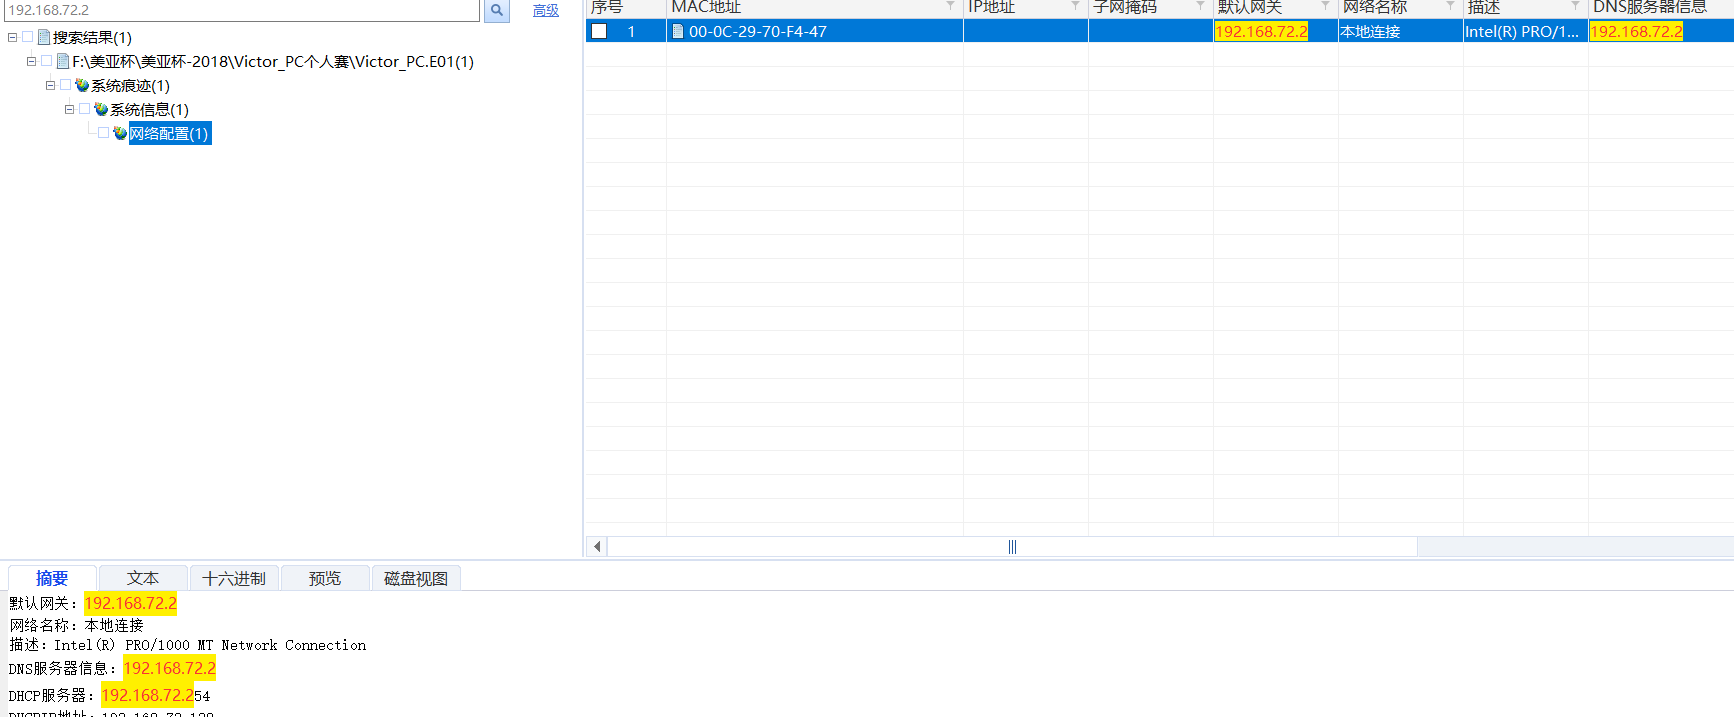 192.168.72.2
高级
搜索结果(1)
F:\美亚杯\美亚杯-2018\Victor_PC个人赛\Victor_PC.E01(1)
系统痕迹(1)
系统信息(1)
网络配置(1)
序号 MAC地址 IP地址 子网掩码 默认网关 网络名称 描述 DNS服务器信息
1 00-0C-29-70-F4-47 192.168.72.2 本地连接 Intel(R) PRO/1... 192.168.72.2
摘要 文本 十六进制 预览 磁盘视图
默认网关：192.168.72.2
网络名称：本地连接
描述：Intel(R) PRO/1000 MT Network Connection
DNS服务器信息：192.168.72.2
DHCP服务器：192.168.72.254